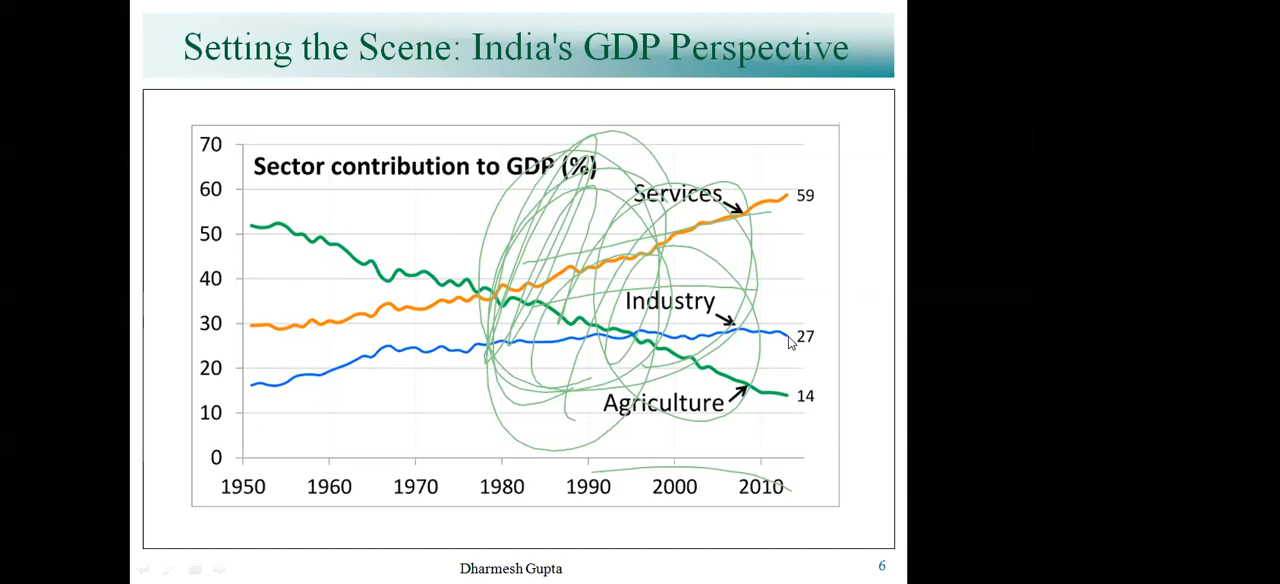 Setting the Scene: India's GDP Perspective
70
Sector contribution to GDP (%)
60
Services
59
50
40
Industry
30
27
20
Agriculture
14
10
0
1950 1960 1970 1980 1990 2000 2010
Dharmesh Gupta
6